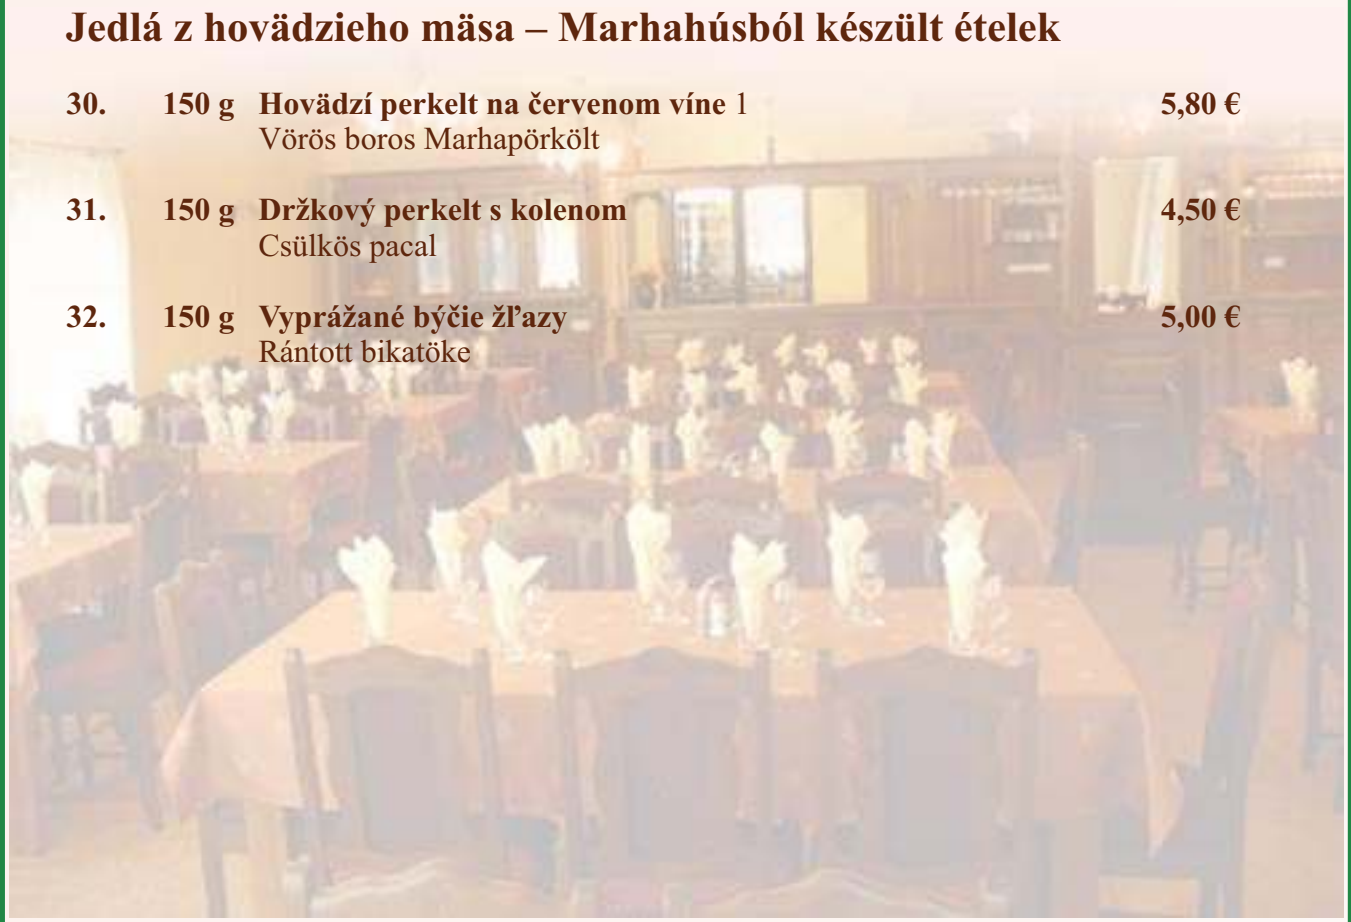 Jedlá z hovädzieho mäsa – Marhahúsból készült ételek
30. 150 g Hovädzí perkelt na červenom víne 1 5,80 €
Vörös boros Marhapörkölt
31. 150 g Držkový perkelt s kolenom 4,50 €
Csülkös pacal
32. 150 g Vyprážané býčie žľazy 5,00 €
Rántott bikatöke